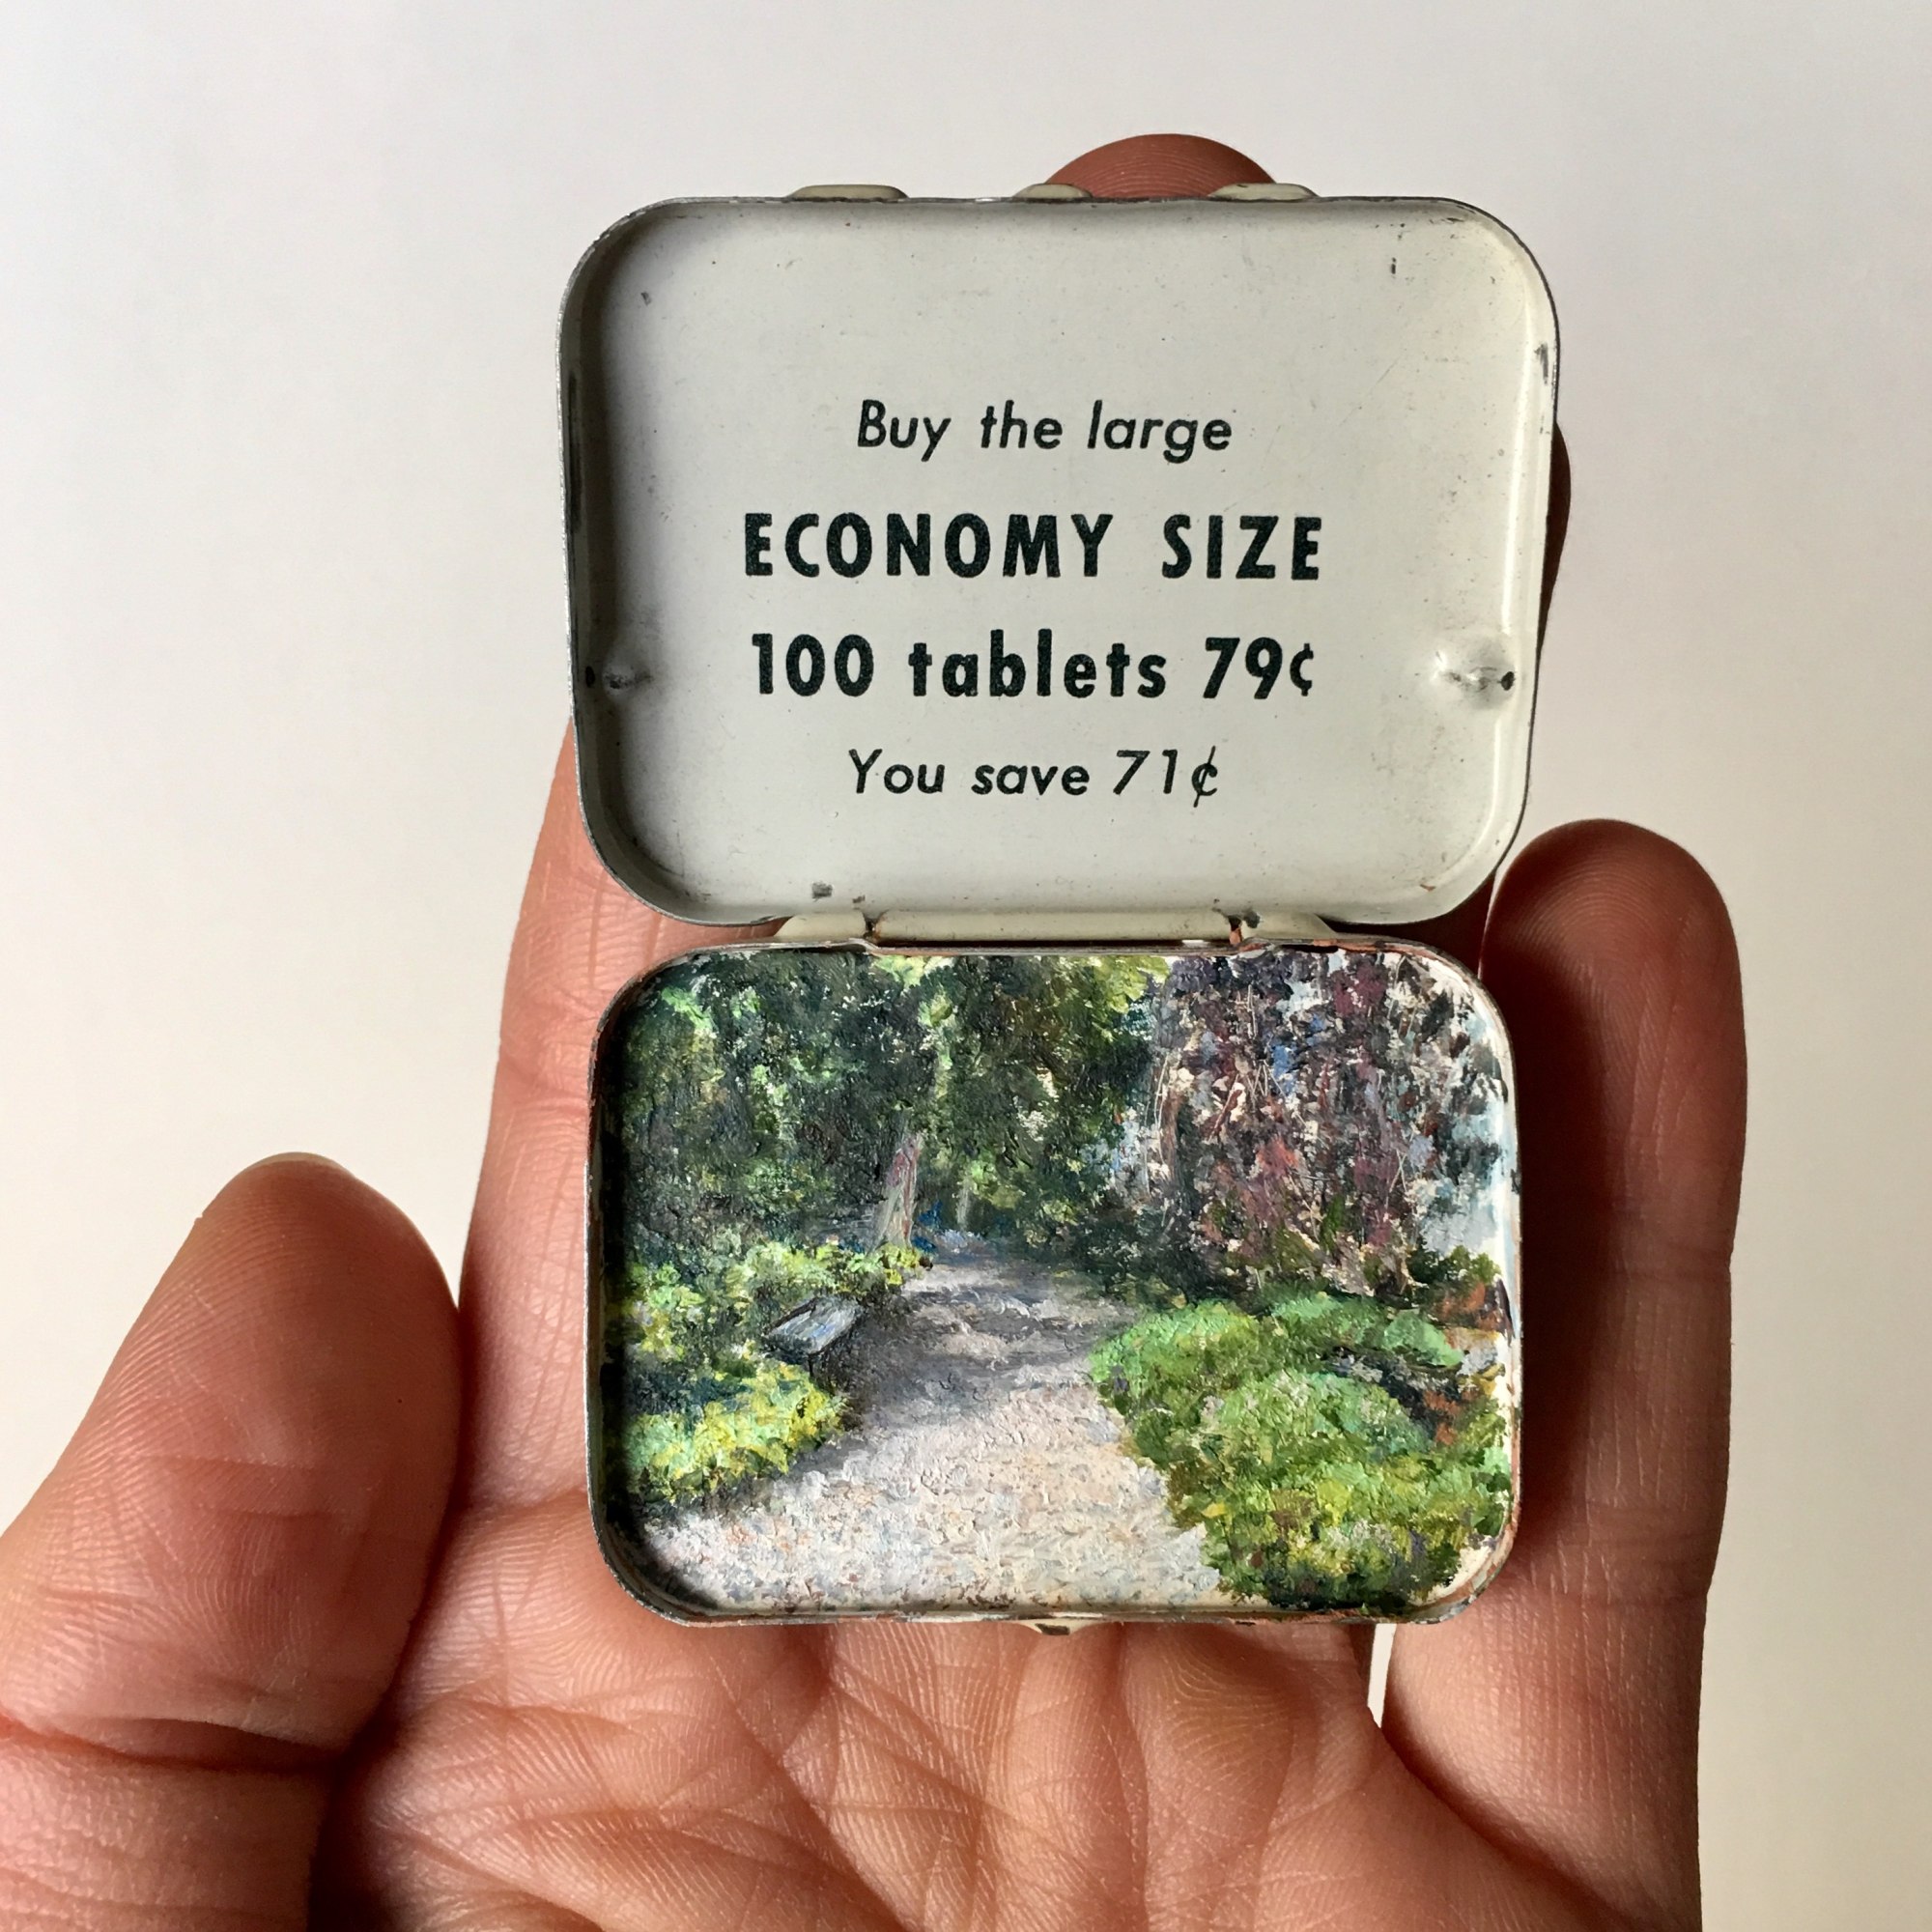 Buy the large
ECONOMY SIZE
100 tablets 79¢
You save 71¢